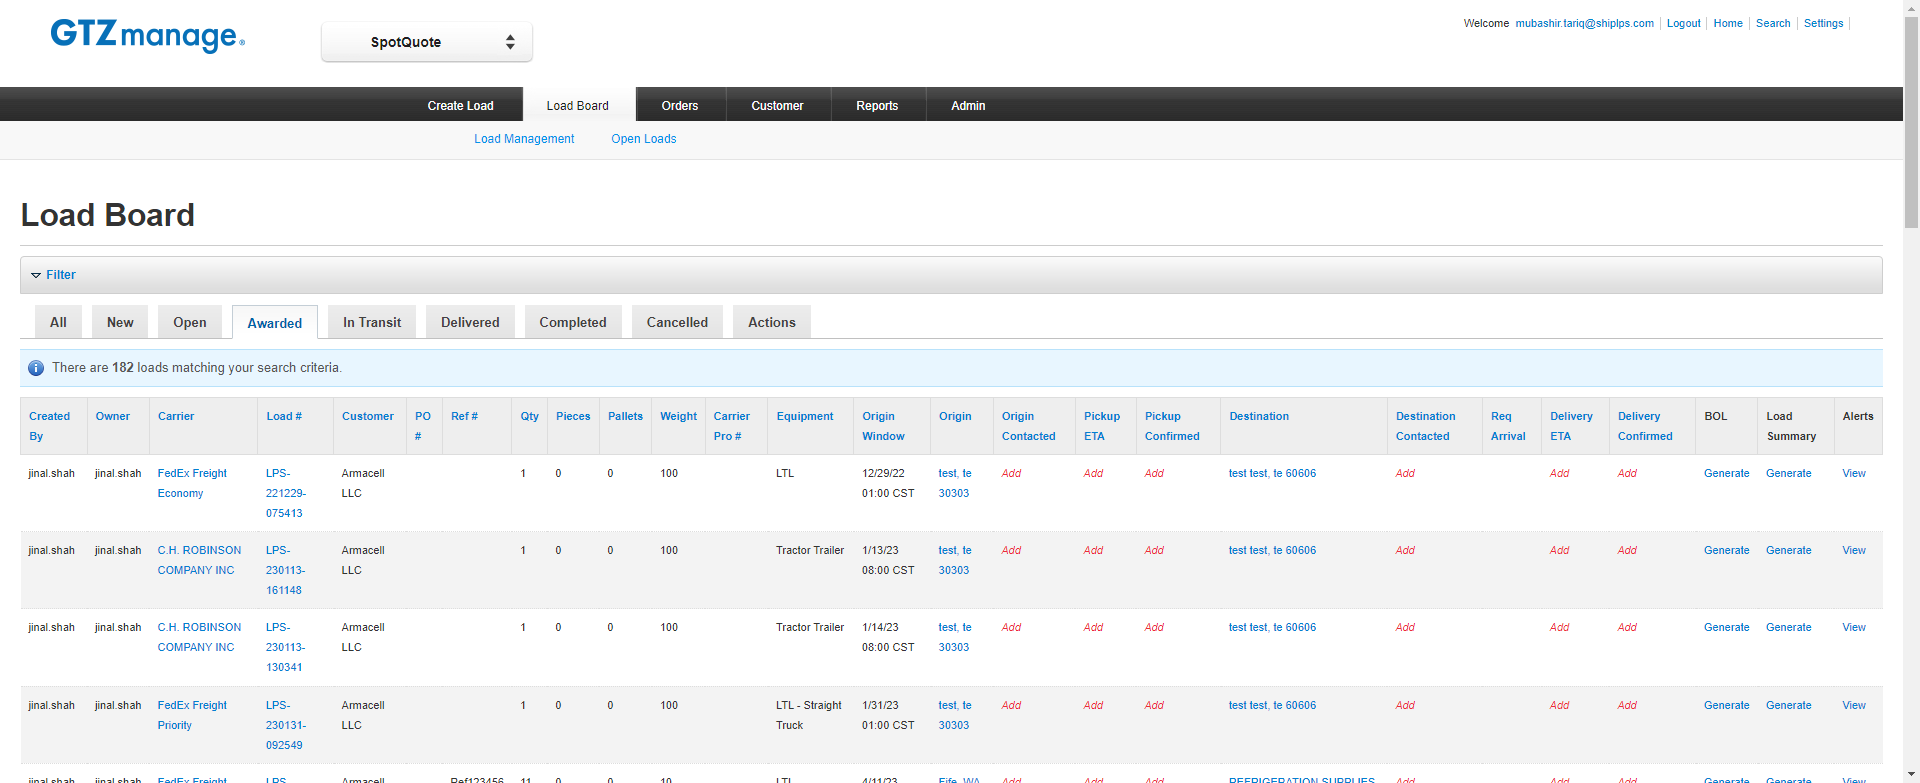 GTZmanage®
SpotQuote
Welcome mubashir.tariq@shiplps.com Logout Home Search Settings
Create Load Load Board Orders Customer Reports Admin
Load Management Open Loads
Load Board
Filter
All New Open Awarded In Transit Delivered Completed Cancelled Actions
There are 182 loads matching your search criteria.
Created Owner Carrier Load # Customer PO Ref # Qty Pieces Pallets Weight Carrier Equipment Origin Origin Origin Pickup Pickup Destination Destination Req Delivery Delivery BOL Load Alerts
By # Pro # Window Contacted ETA Confirmed Contacted Arrival ETA Confirmed Summary
jinal.shah jinal.shah FedEx Freight LPS- Armacell 1 0 0 100 LTL 12/29/22 test, te Add Add Add test test, te 60606 Add Add Add Generate Generate View
Economy 221229- LLC 01:00 CST 30303
075413
jinal.shah jinal.shah C.H. ROBINSON LPS- Armacell 1 0 0 100 Tractor Trailer 1/13/23 test, te Add Add Add test test, te 60606 Add Add Add Generate Generate View
COMPANY INC 230113- LLC 08:00 CST 30303
161148
jinal.shah jinal.shah C.H. ROBINSON LPS- Armacell 1 0 0 100 Tractor Trailer 1/14/23 test, te Add Add Add test test, te 60606 Add Add Add Generate Generate View
COMPANY INC 230113- LLC 08:00 CST 30303
130341
jinal.shah jinal.shah FedEx Freight LPS- Armacell 1 0 0 100 LTL - Straight 1/31/23 test, te Add Add Add test test, te 60606 Add Add Add Generate Generate View
Priority 230131- LLC Truck 01:00 CST 30303
092549
jinal.shah jinal.shah FedEx Freight LPS- Armacell Ref123456 11 0 0 10 LTL 4/11/23 Fife, WA Add Add Add REFRIGERATION SUPPLIES Add Add Add Generate Generate View